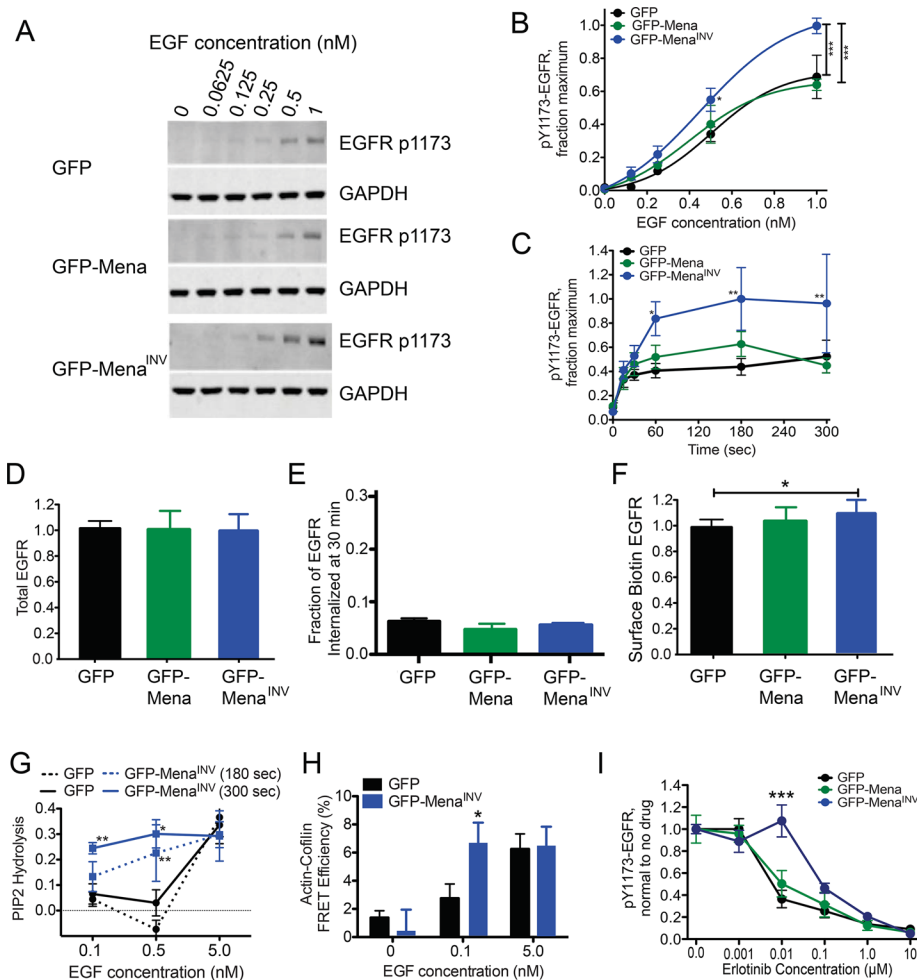 A
EGF concentration (nM)
0
0.0625
0.125
0.25
0.5
1
GFP
EGFR p1173
GAPDH
GFP-Mena
EGFR p1173
GAPDH
GFP-Mena^INV
EGFR p1173
GAPDH
B
GFP
GFP-Mena
GFP-Mena^INV
pY1173-EGFR,
fraction maximum
1.0
0.8
0.6
0.4
0.2
0.0
*
***
***
0.0 0.2 0.4 0.6 0.8 1.0
EGF concentration (nM)
C
GFP
GFP-Mena
GFP-Mena^INV
pY1173-EGFR,
fraction maximum
1.4
1.2
1.0
0.8
0.6
0.4
0.2
0.0
* ** **
0 60 120 180 240 300
Time (sec)
D
Total EGFR
1.2
1.0
0.8
0.6
0.4
0.2
0.0
GFP GFP- GFP-
Mena Mena^INV
E
Fraction of EGFR
Internalized at 30 min
0.3
0.2
0.1
0.0
GFP GFP- GFP-
Mena Mena^INV
F
Surface Biotin EGFR
*
1.2
1.0
0.8
0.6
0.4
0.2
0.0
GFP GFP- GFP-
Mena Mena^INV
G
GFP GFP-Mena^INV (180 sec)
GFP GFP-Mena^INV (300 sec)
PIP2 Hydrolysis
0.4
0.3
0.2
0.1
0.0
** * **
0.1 0.5 5.0
EGF concentration (nM)
H
GFP
GFP-Mena^INV
Actin-Cofilin
FRET Efficiency (%)
10
8
6
4
2
0
*
0 0.1 5.0
EGF concentration (nM)
I
GFP
GFP-Mena
GFP-Mena^INV
pY1173-EGFR,
normal to no drug
1.4
1.2
1.0
0.8
0.6
0.4
0.2
0.0
***
0.0 0.001 0.01 0.1 1.0 10
Erlotinib Concentration (µM)